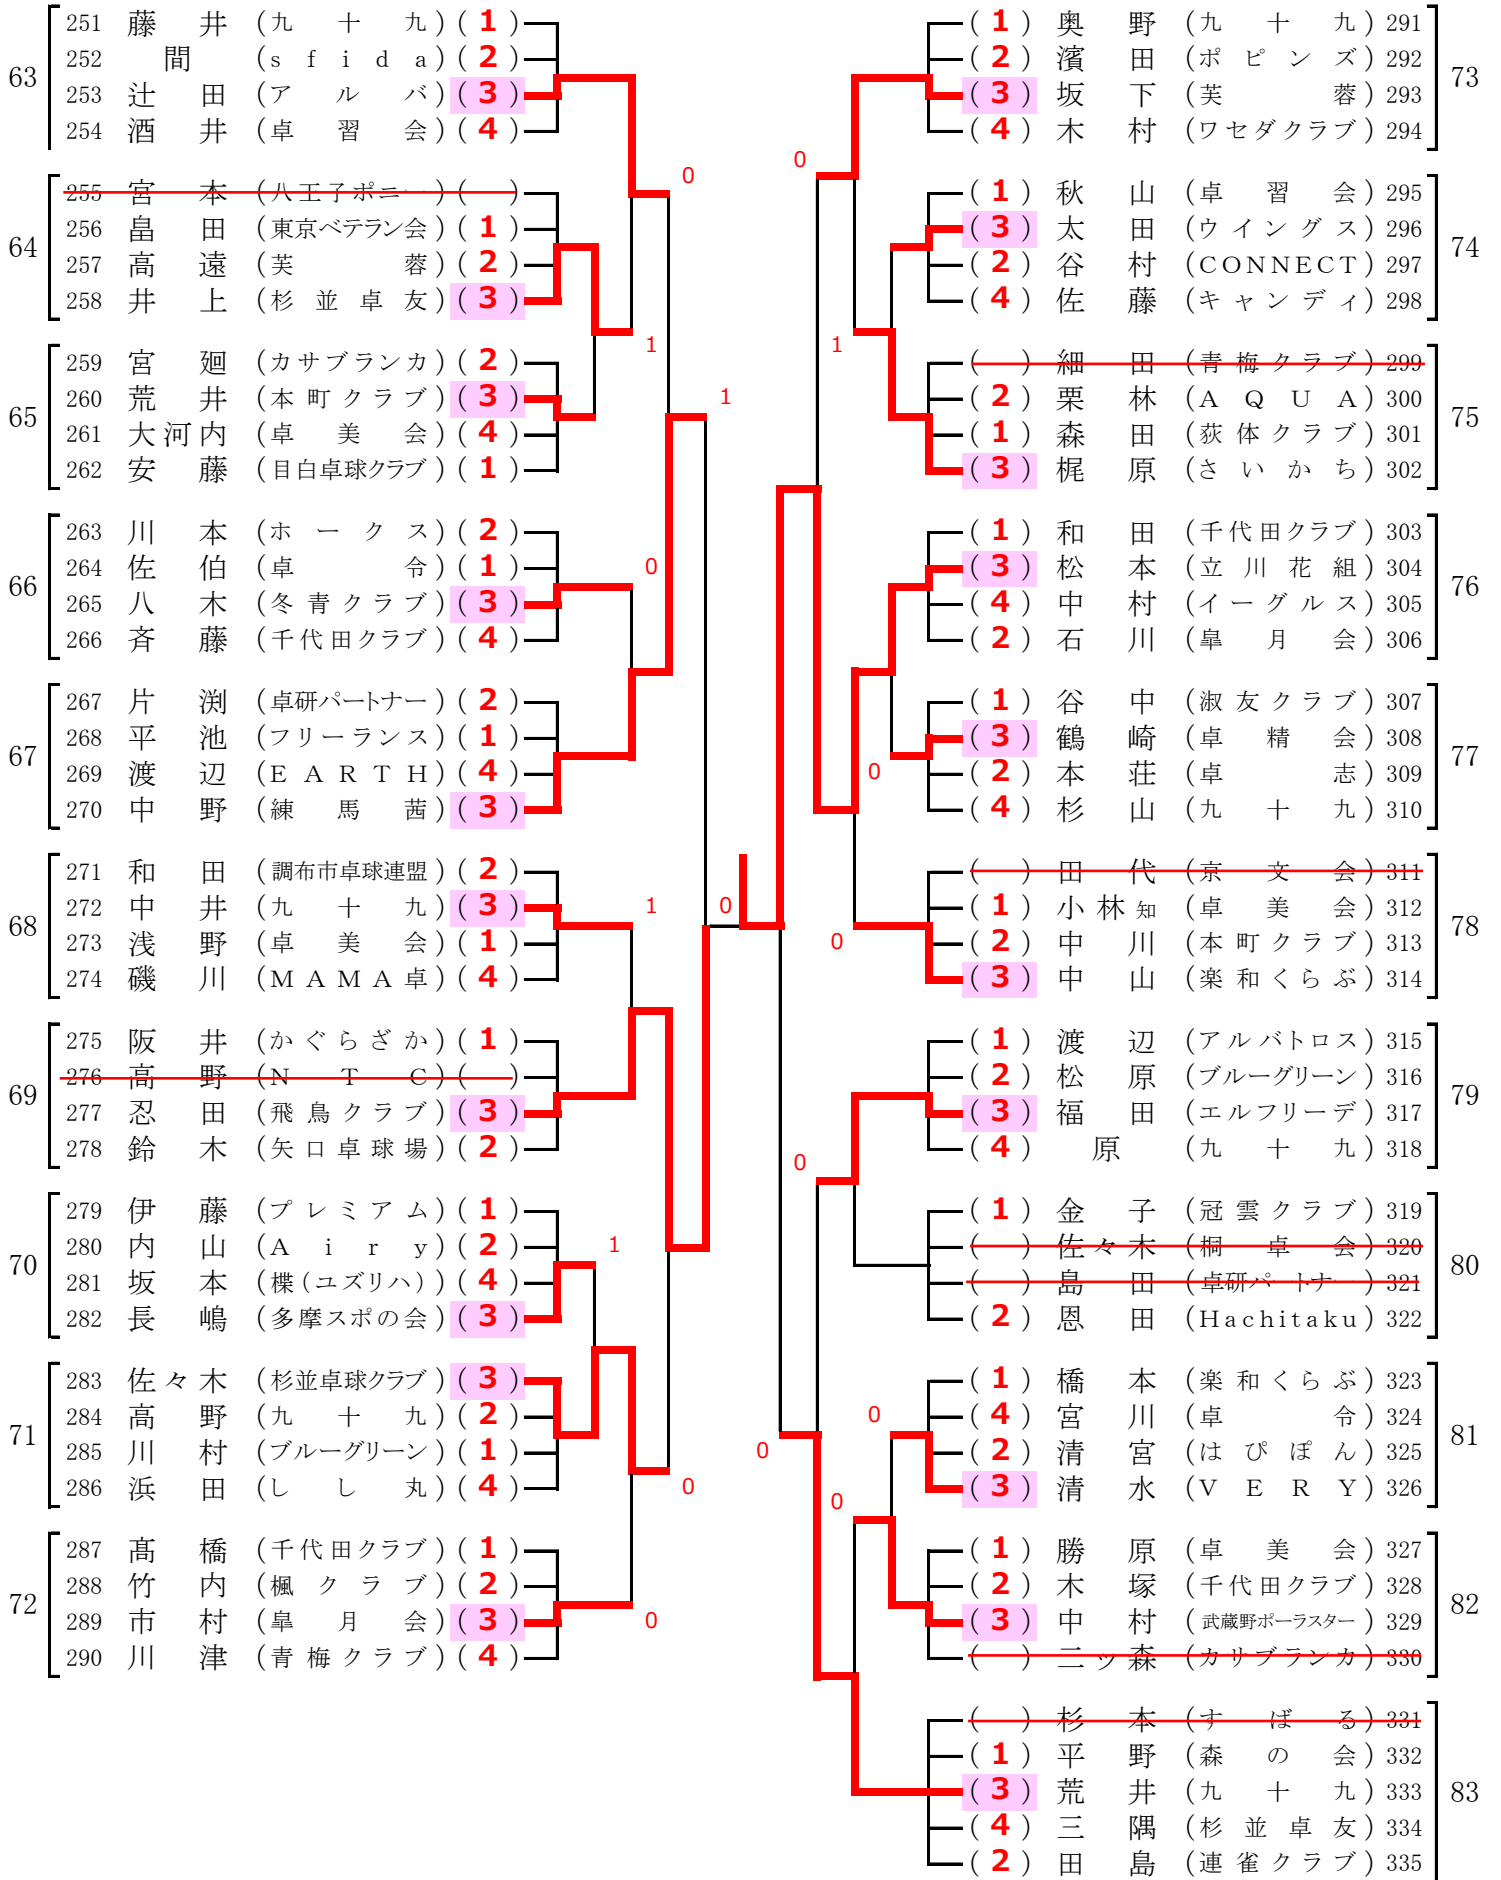 63
251 藤井 (九十九) (1)
252 間 (sfida) (2)
253 辻田 (アルバ) (3)
254 酒井 (卓習会) (4)
64
255 宮本 (八王子ポニー) ( )
256 畠田 (東京ベテラン会) (1)
257 高遠 (芙蓉) (2)
258 井上 (杉並卓友) (3)
65
259 宮廻 (カサブランカ) (2)
260 荒井 (本町クラブ) (3)
261 大河内 (卓美会) (4)
262 安藤 (目白卓球クラブ) (1)
66
263 川本 (ホークス) (2)
264 佐伯 (卓令) (1)
265 八木 (冬青クラブ) (3)
266 斉藤 (千代田クラブ) (4)
67
267 片渕 (卓研パートナー) (2)
268 平池 (フリーランス) (1)
269 渡辺 (EARTH) (4)
270 中野 (練馬茜) (3)
68
271 和田 (調布市卓球連盟) (2)
272 中井 (九十九) (3)
273 浅野 (卓美会) (1)
274 磯川 (MAMA卓) (4)
69
275 阪井 (かぐらざか) (1)
276 高野 (NTC) ( )
277 忍田 (飛鳥クラブ) (3)
278 鈴木 (矢口卓球場) (2)
70
279 伊藤 (プレミアム) (1)
280 内山 (Airy) (2)
281 坂本 (楪(ユズリハ)) (4)
282 長嶋 (多摩スポの会) (3)
71
283 佐々木 (杉並卓球クラブ) (3)
284 高野 (九十九) (2)
285 川村 (ブルーグリーン) (1)
286 浜田 (しし丸) (4)
72
287 髙橋 (千代田クラブ) (1)
288 竹内 (楓クラブ) (2)
289 市村 (皐月会) (3)
290 川津 (青梅クラブ) (4)
0
1
1
0
1
0
1
0
0
0
1
0
0
0
0
0
0
(1) 奥野 (九十九) 291
(2) 濱田 (ポピンズ) 292
(3) 坂下 (芙蓉) 293
(4) 木村 (ワセダクラブ) 294
73
(1) 秋山 (卓習会) 295
(3) 太田 (ウイングス) 296
(2) 谷村 (CONNECT) 297
(4) 佐藤 (キャンディ) 298
74
( ) 細田 (青梅クラブ) 299
(2) 栗林 (AQUA) 300
(1) 森田 (荻体クラブ) 301
(3) 梶原 (さいかち) 302
75
(1) 和田 (千代田クラブ) 303
(3) 松本 (立川花組) 304
(4) 中村 (イーグルス) 305
(2) 石川 (皐月会) 306
76
(1) 谷中 (淑友クラブ) 307
(3) 鶴崎 (卓精会) 308
(2) 本荘 (卓志) 309
(4) 杉山 (九十九) 310
77
( ) 田代 (京文会) 311
(1) 小林知 (卓美会) 312
(2) 中川 (本町クラブ) 313
(3) 中山 (楽和くらぶ) 314
78
(1) 渡辺 (アルバトロス) 315
(2) 松原 (ブルーグリーン) 316
(3) 福田 (エルフリーデ) 317
(4) 原 (九十九) 318
79
(1) 金子 (冠雲クラブ) 319
( ) 佐々木 (桐卓会) 320
( ) 島田 (卓研パートナー) 321
(2) 恩田 (Hachitaku) 322
80
(1) 橋本 (楽和くらぶ) 323
(4) 宮川 (卓令) 324
(2) 清宮 (はぴぽん) 325
(3) 清水 (VERY) 326
81
(1) 勝原 (卓美会) 327
(2) 木塚 (千代田クラブ) 328
(3) 中村 (武蔵野ポーラスター) 329
( ) 二ッ森 (カサブランカ) 330
82
( ) 杉本 (すばる) 331
(1) 平野 (森の会) 332
(3) 荒井 (九十九) 333
(4) 三隅 (杉並卓友) 334
(2) 田島 (連雀クラブ) 335
83